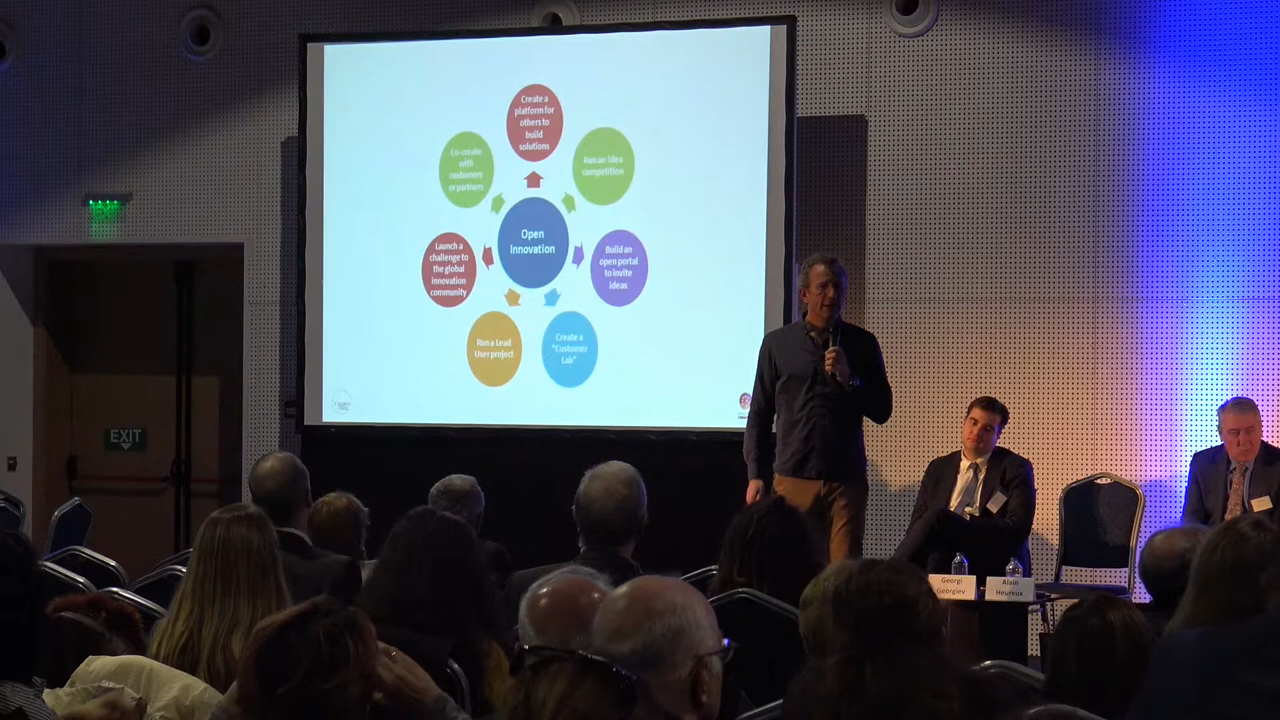 Create a
platform for
others to
build
solutions
Co-create
with
customers
or partners
Run an idea
competition
Open
Innovation
Launch a
challenge to
the global
innovation
community
Build an
open portal
to invite
ideas
Run a Lead
User project
Create a
"Customer
Lab"
EXIT
EXIT
Georgi
Georgiev
Alain
Heureux